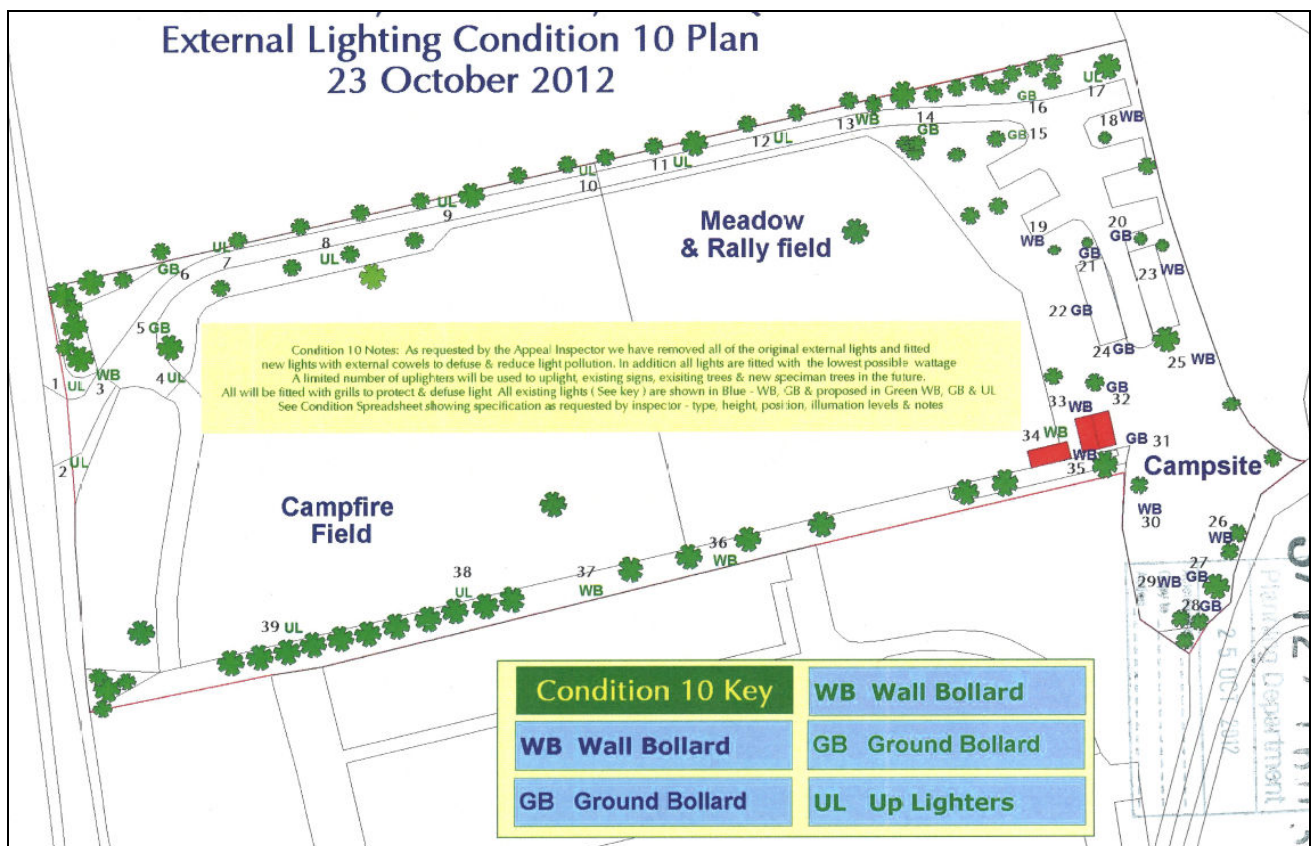 External Lighting Condition 10 Plan
23 October 2012
UL
17
GB
16
18 WB
14
GB
13 WB
GB 15
12 UL
11 UL
UL
10
UL
9
8
UL
UL
7
GB
6
5 GB
4 UL
WB
3
1
UL
2
UL
Meadow
& Rally field
19
WB
20
GB
GB
21
23
WB
22 GB
24 GB
25 WB
GB
32
33
WB
34 WB
WB
35
GB 31
Campsite
WB
30
26
WB
27
GB
29 WB
28
GB
Condition 10 Notes: As requested by the Appeal Inspector we have removed all of the original external lights and fitted
new lights with external cowels to defuse & reduce light pollution. In addition all lights are fitted with the lowest possible wattage
A limited number of uplighters will be used to uplight, existing signs, exisiting trees & new speciman trees in the future.
All will be fitted with grills to protect & defuse light All existing lights ( See key ) are shown in Blue - WB, GB & proposed in Green WB, GB & UL
See Condition Spreadsheet showing specification as requested by inspector - type, height, position, illumation levels & notes
Campfire
Field
36
WB
37
WB
38
UL
39 UL
Condition 10 Key
WB Wall Bollard
GB Ground Bollard
WB Wall Bollard
GB Ground Bollard
UL Up Lighters
Planning Department
25 OCT 2012